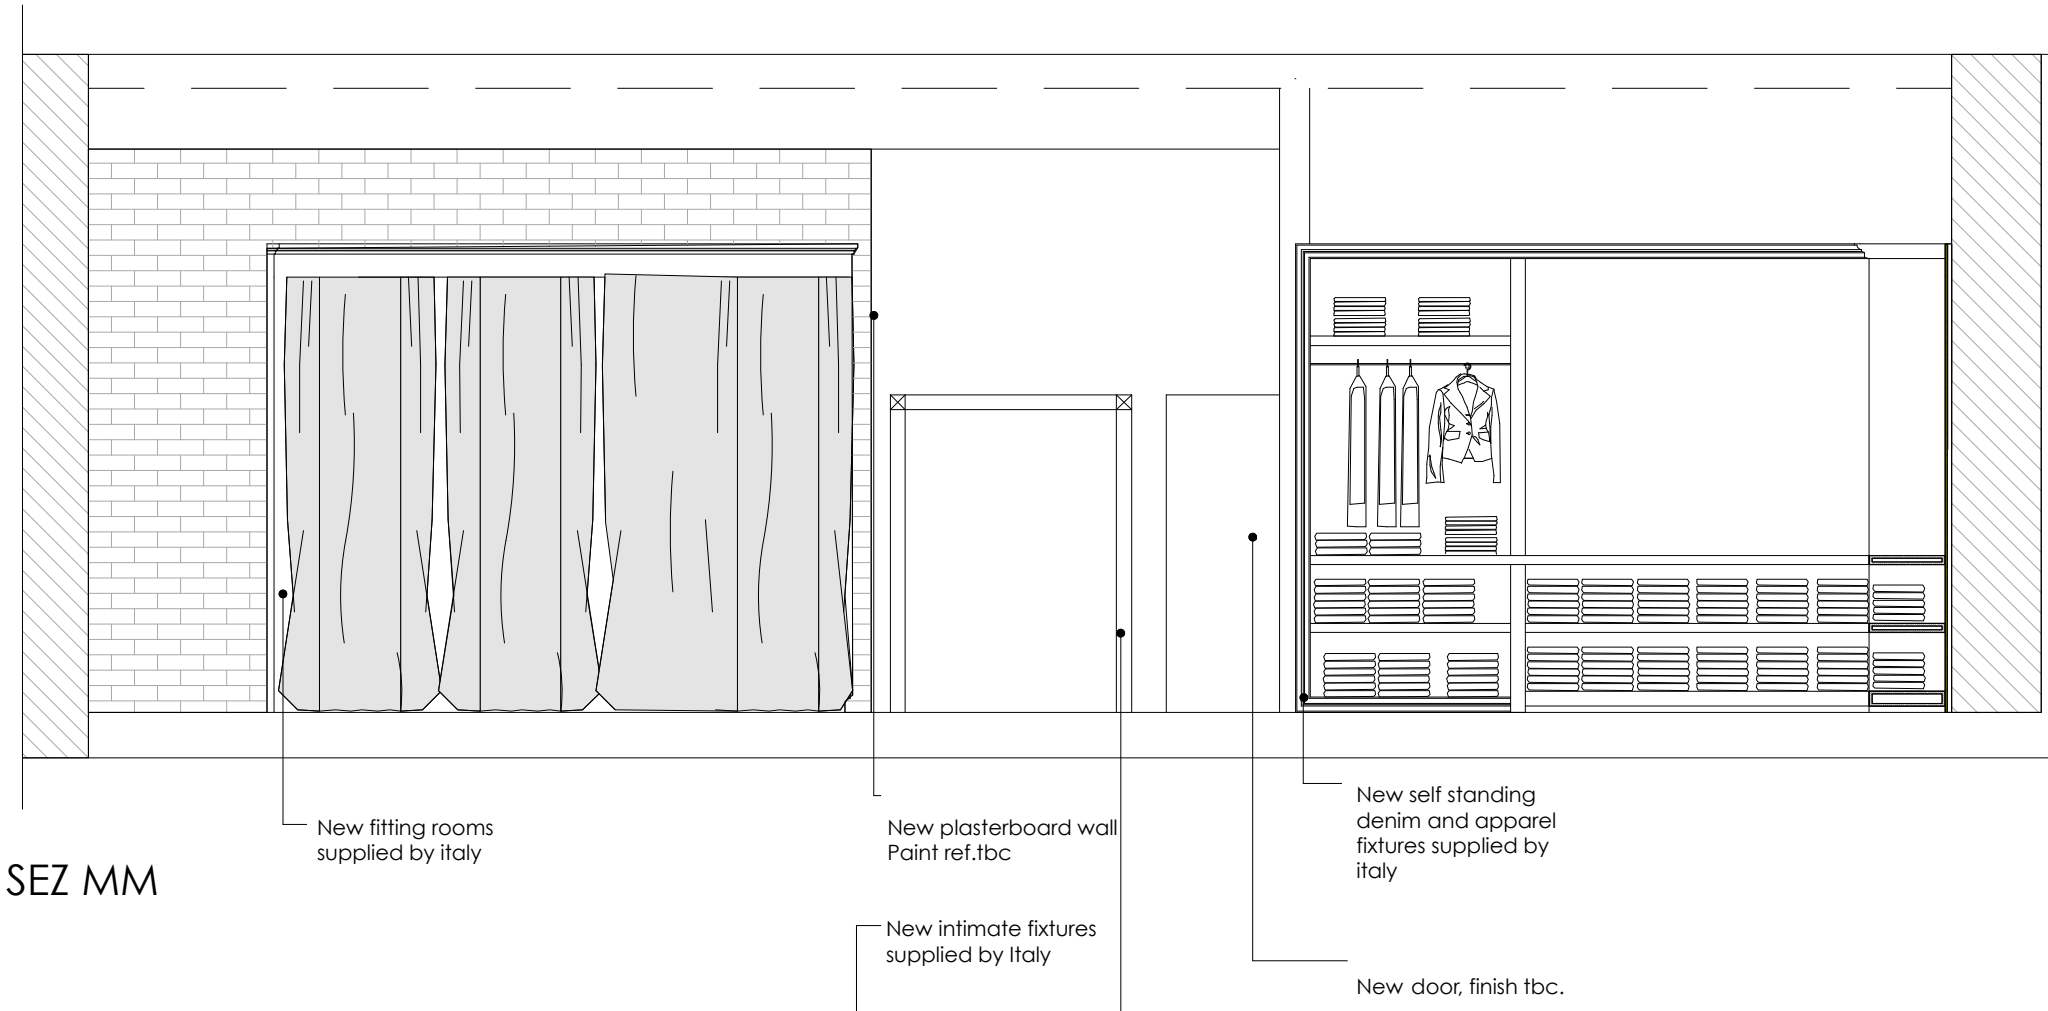 New fitting rooms
supplied by italy
New plasterboard wall
Paint ref.tbc
New self standing
denim and apparel
fixtures supplied by
italy
SEZ MM
New intimate fixtures
supplied by Italy
New door, finish tbc.